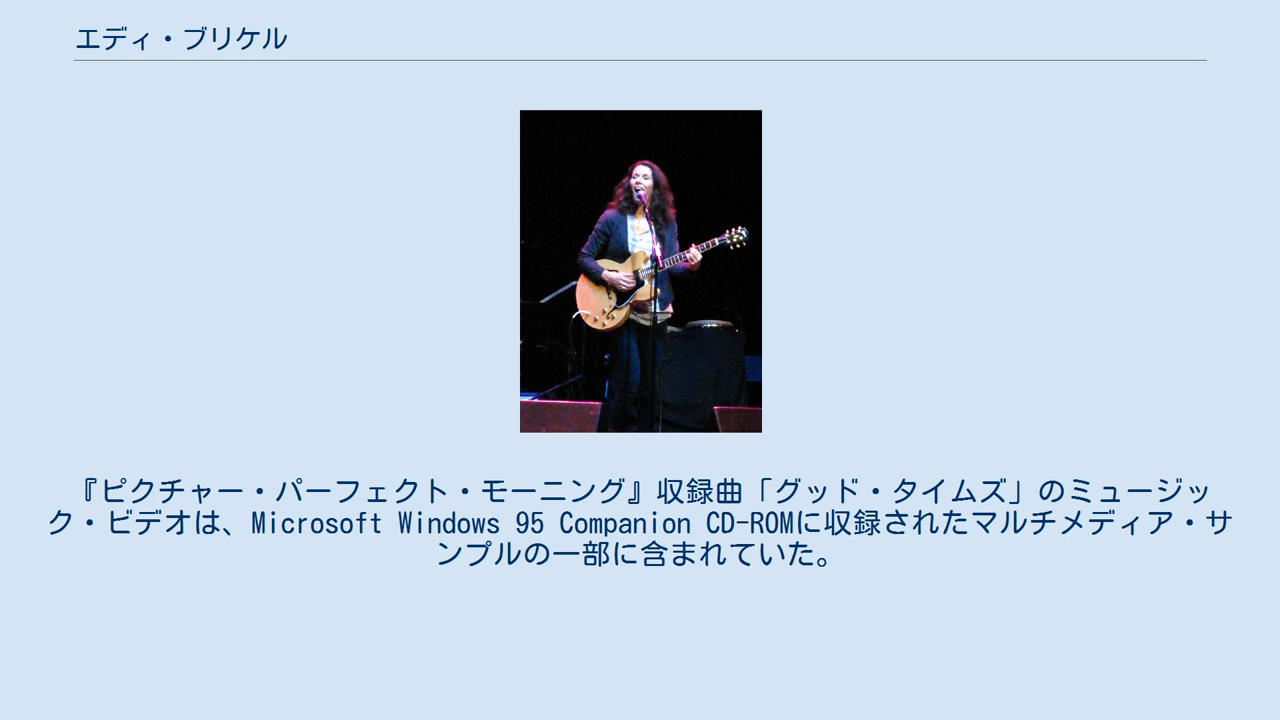 エディ・ブリケル
『ピクチャー・パーフェクト・モーニング』収録曲「グッド・タイムズ」のミュージッ
ク・ビデオは、Microsoft Windows 95 Companion CD-ROMに収録されたマルチメディア・サ
ンプルの一部に含まれていた。